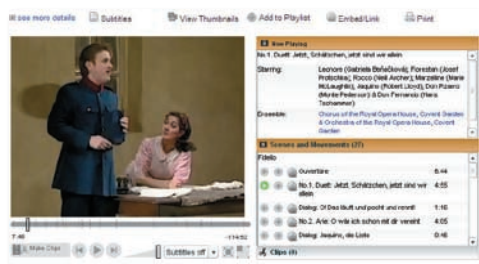 see more details Subtitles View Thumbnails Add to Playlist Embed/Link Print
Now Playing
No.1. Duett: Jetzt, Schätzchen, jetzt sind wir allein
Starring: Leonore (Gabriela Beňačková); Florestan (Josef
Protschka); Rocco (Neill Archer); Marzelline (Marie
McLaughlin); Jaquino (Robert Lloyd); Don Pizarro
(Monte Pederson) & Don Fernando (Hans
Tschammer)
Ensemble: Chorus of the Royal Opera House, Covent Garden
& Orchestra of the Royal Opera House, Covent
Garden
Scenes and Movements (27)
Fidelio
Ouvertüre 6:44
No.1. Duett: Jetzt, Schätzchen, jetzt sind wir 4:55
allein
Dialog: O! Das läuft und pocht and rennt! 1:16
No.2. Arie: O wär ich schon mit dir vereint 4:05
Dialog: Jaquino, die Liste 0:46
7:48 -114:52
Make Clips Subtitles off
Clips (0)